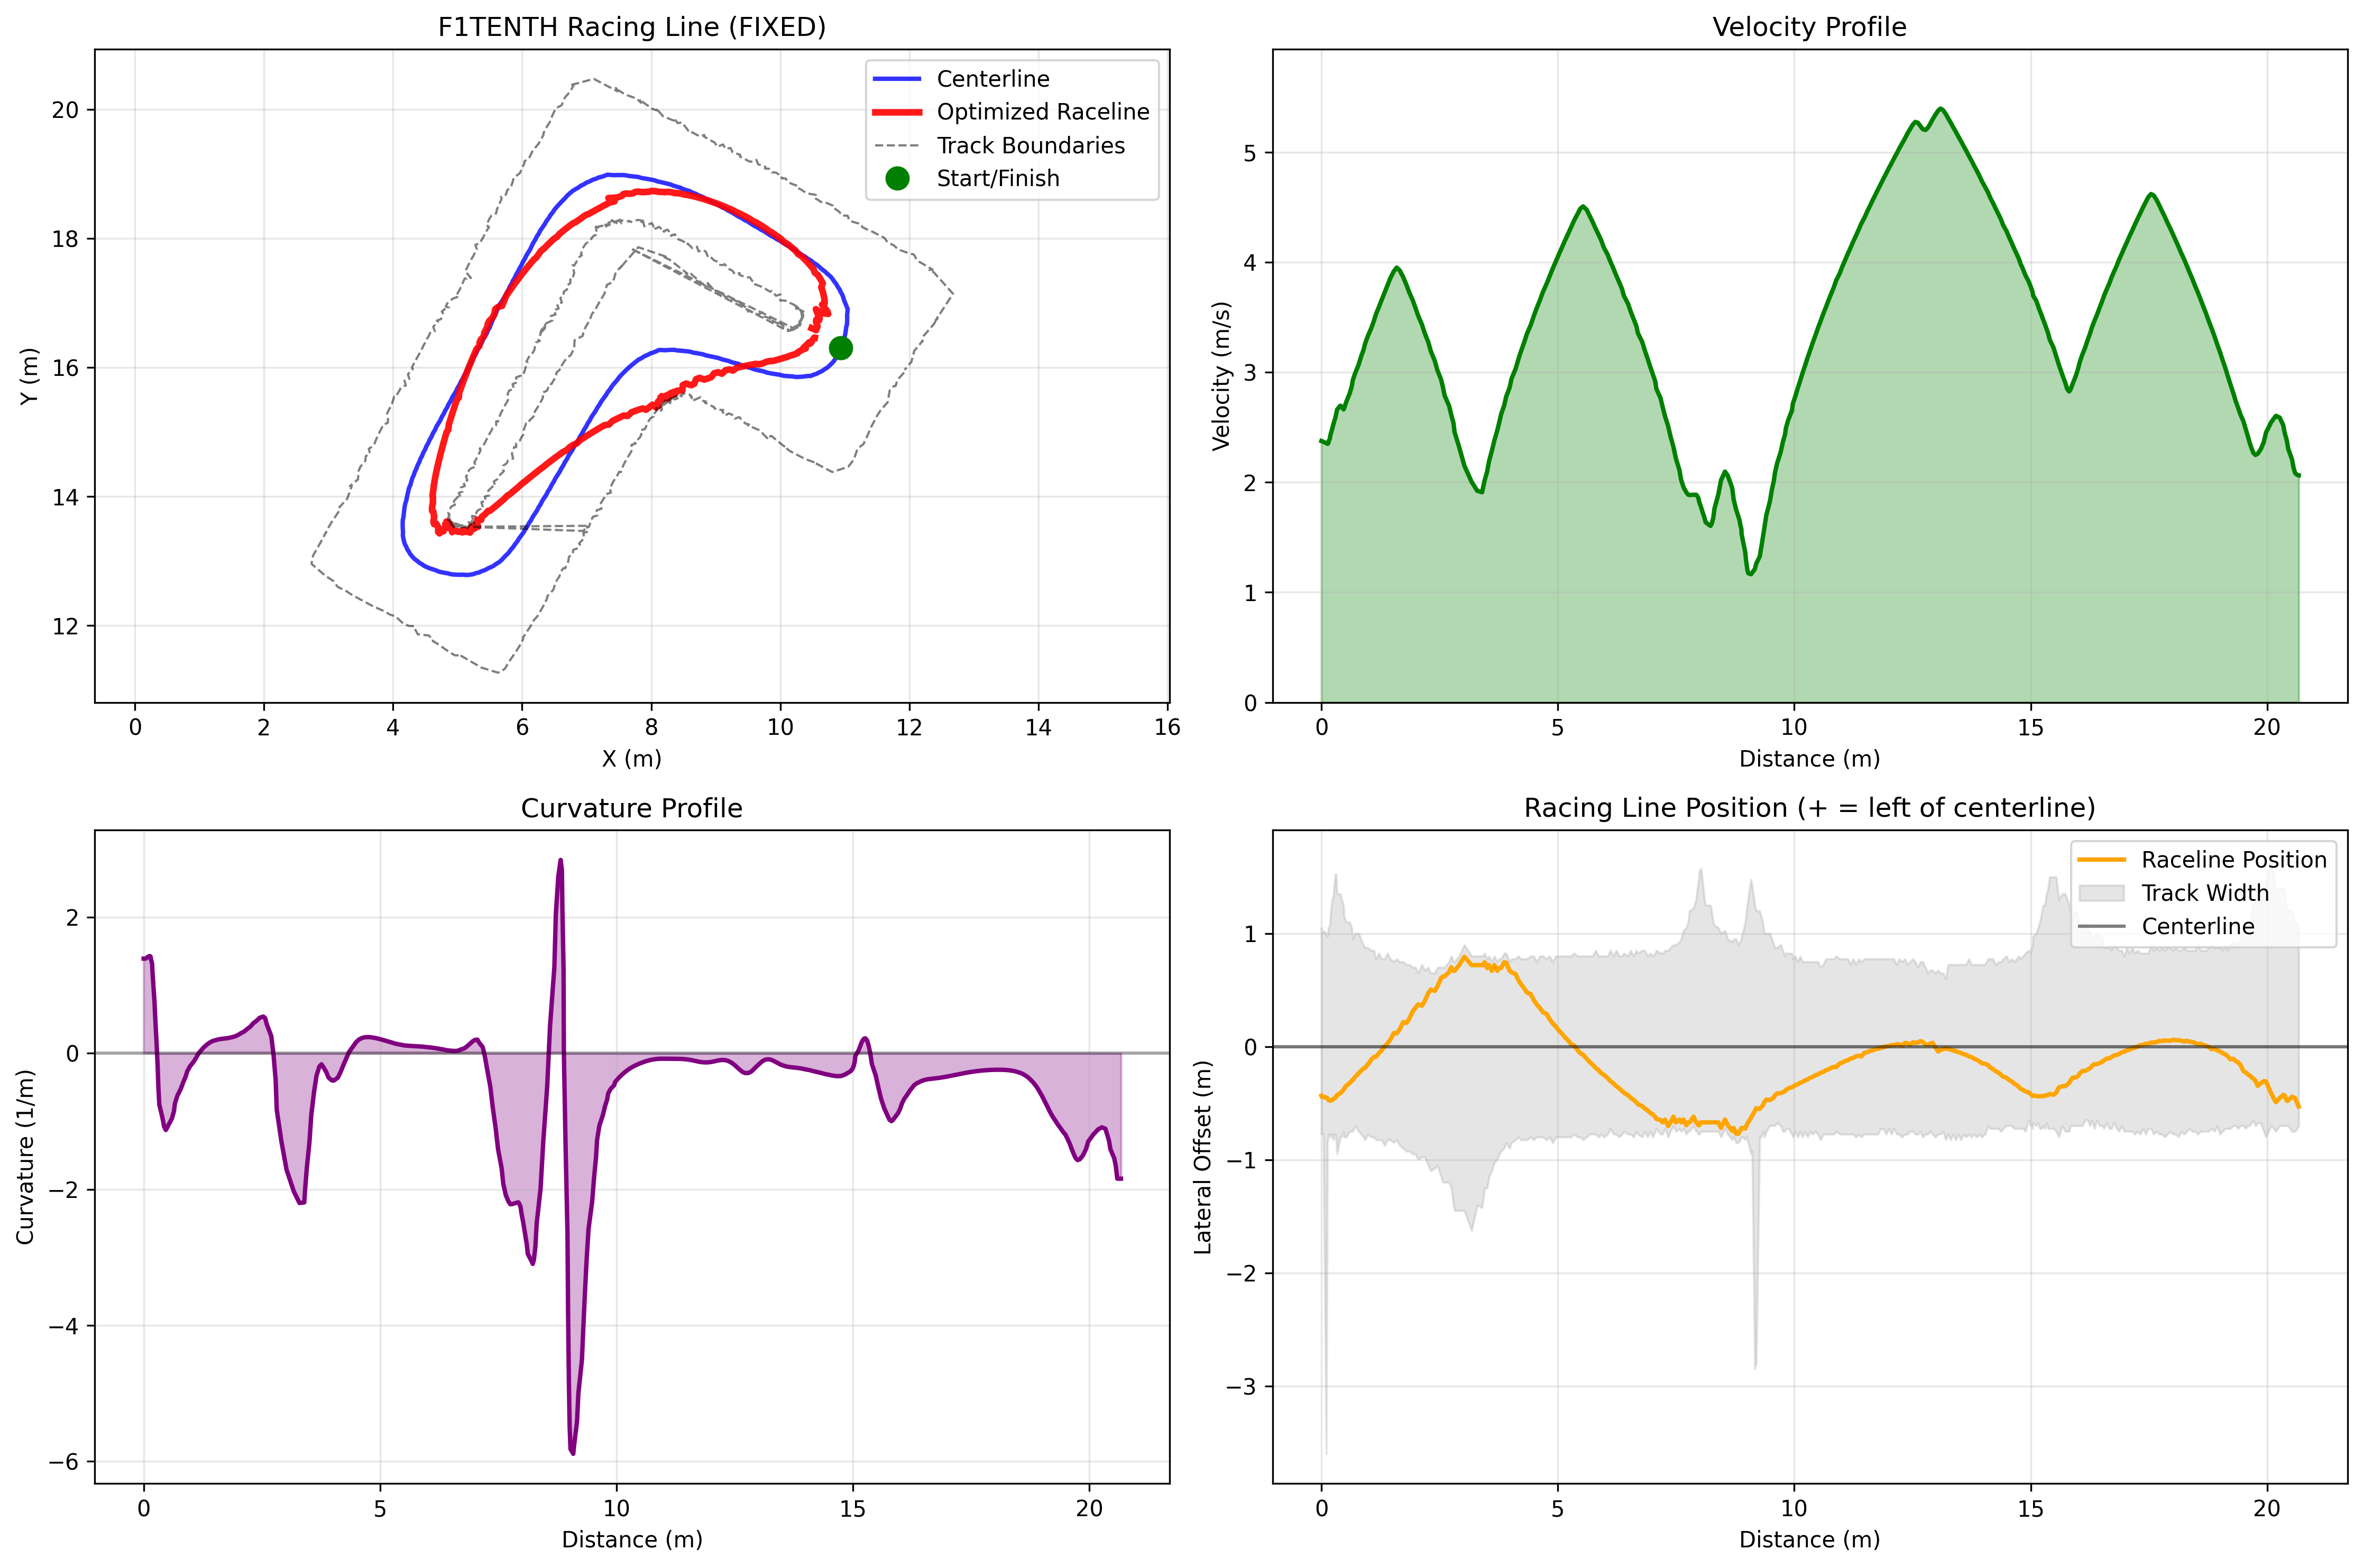 F1TENTH Racing Line (FIXED)
Centerline
Optimized Raceline
Track Boundaries
Start/Finish
Y (m)
20
18
16
14
12
0 2 4 6 8 10 12 14 16
X (m)
Velocity Profile
Velocity (m/s)
5
4
3
2
1
0
0 5 10 15 20
Distance (m)
Curvature Profile
Curvature (1/m)
2
0
−2
−4
−6
0 5 10 15 20
Distance (m)
Racing Line Position (+ = left of centerline)
Raceline Position
Track Width
Centerline
Lateral Offset (m)
1
0
−1
−2
−3
0 5 10 15 20
Distance (m)